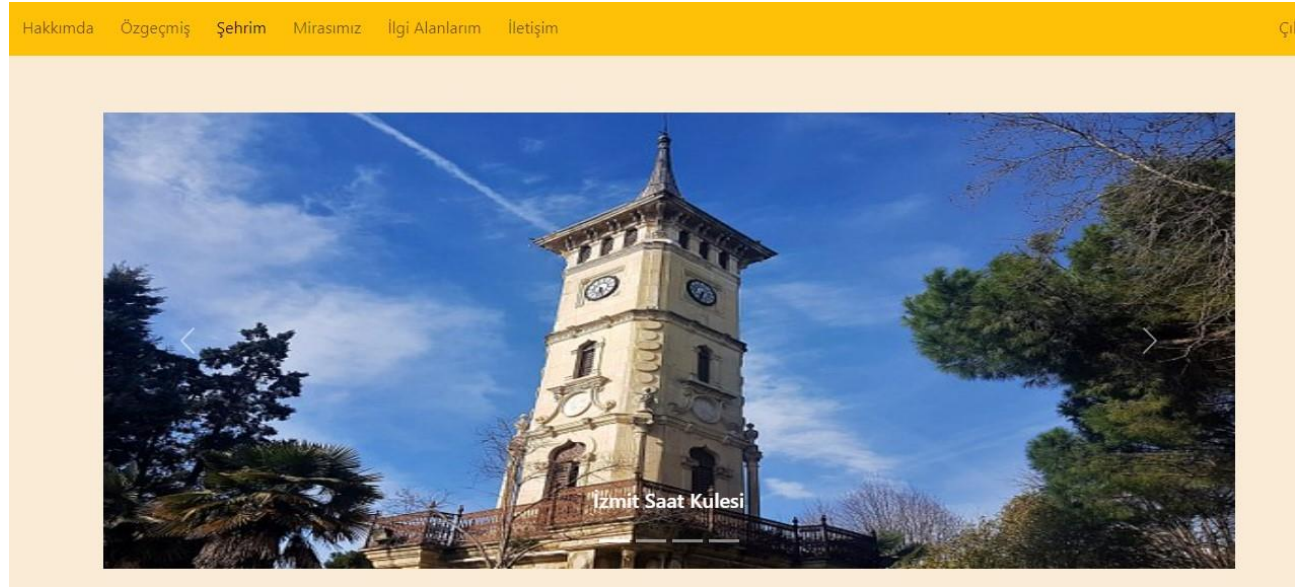 Hakkımda Özgeçmiş Şehrim Mirasımız İlgi Alanlarım İletişim
İzmit Saat Kulesi